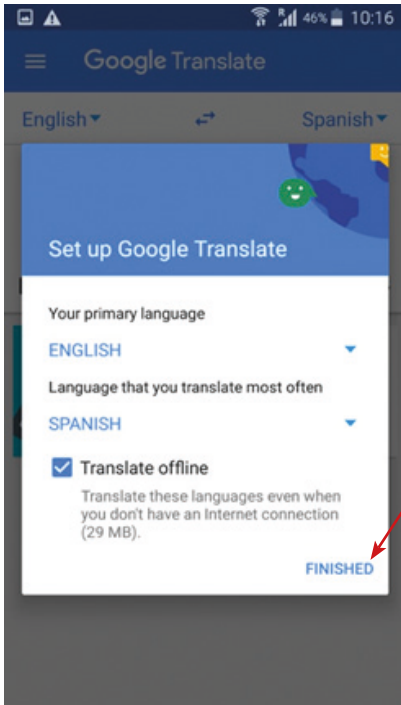 R 46% 10:16
Google Translate
English Spanish
Set up Google Translate
Your primary language
ENGLISH
Language that you translate most often
SPANISH
Translate offline
Translate these languages even when
you don't have an Internet connection
(29 MB).
FINISHED